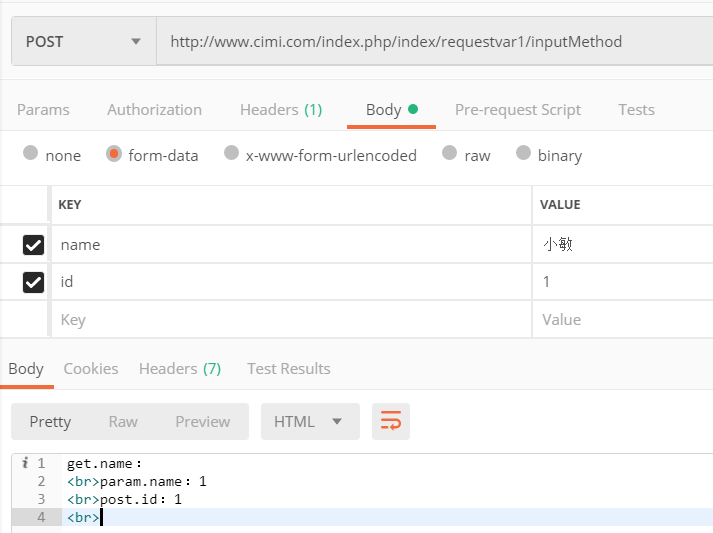 POST http://www.cimi.com/index.php/index/requestvar1/inputMethod
Params Authorization Headers (1) Body Pre-request Script Tests
none form-data x-www-form-urlencoded raw binary
KEY VALUE
name 小敏
id 1
Key Value
Body Cookies Headers (7) Test Results
Pretty Raw Preview HTML
i 1 get.name：
2 <br>param.name：1
3 <br>post.id：1
4 <br>